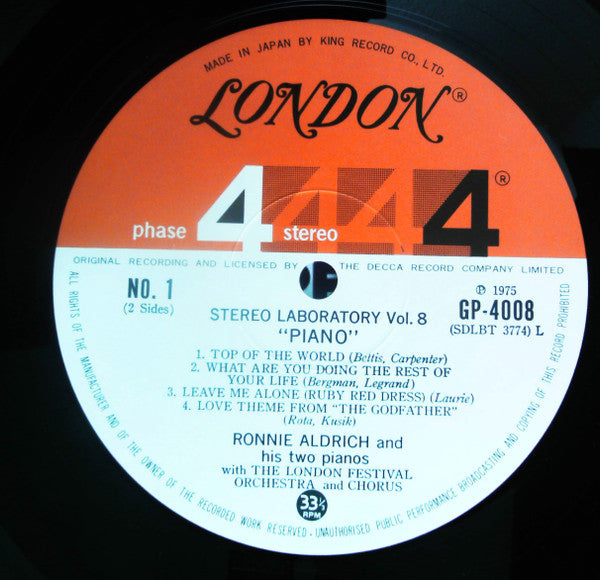 MADE IN JAPAN BY KING RECORD CO., LTD.
LONDON®
phase 4 stereo 4 4 4®
ORIGINAL RECORDING AND LICENSED BY THE DECCA RECORD COMPANY LIMITED
NO. 1
(2 Sides)
℗ 1975
GP-4008
(SDLBT 3774) L
STEREO LABORATORY Vol. 8
"PIANO"
1. TOP OF THE WORLD (Bettis, Carpenter)
2. WHAT ARE YOU DOING THE REST OF
YOUR LIFE (Bergman, Legrand)
3. LEAVE ME ALONE (RUBY RED DRESS) (Laurie)
4. LOVE THEME FROM "THE GODFATHER"
(Rota, Kusik)
RONNIE ALDRICH and
his two pianos
with THE LONDON FESTIVAL
ORCHESTRA and CHORUS
33⅓
RPM
ALL RIGHTS OF THE MANUFACTURER AND OF THE OWNER OF THE RECORDED WORK RESERVED · UNAUTHORISED PUBLIC PERFORMANCE BROADCASTING AND COPYING OF THIS RECORD PROHIBITED